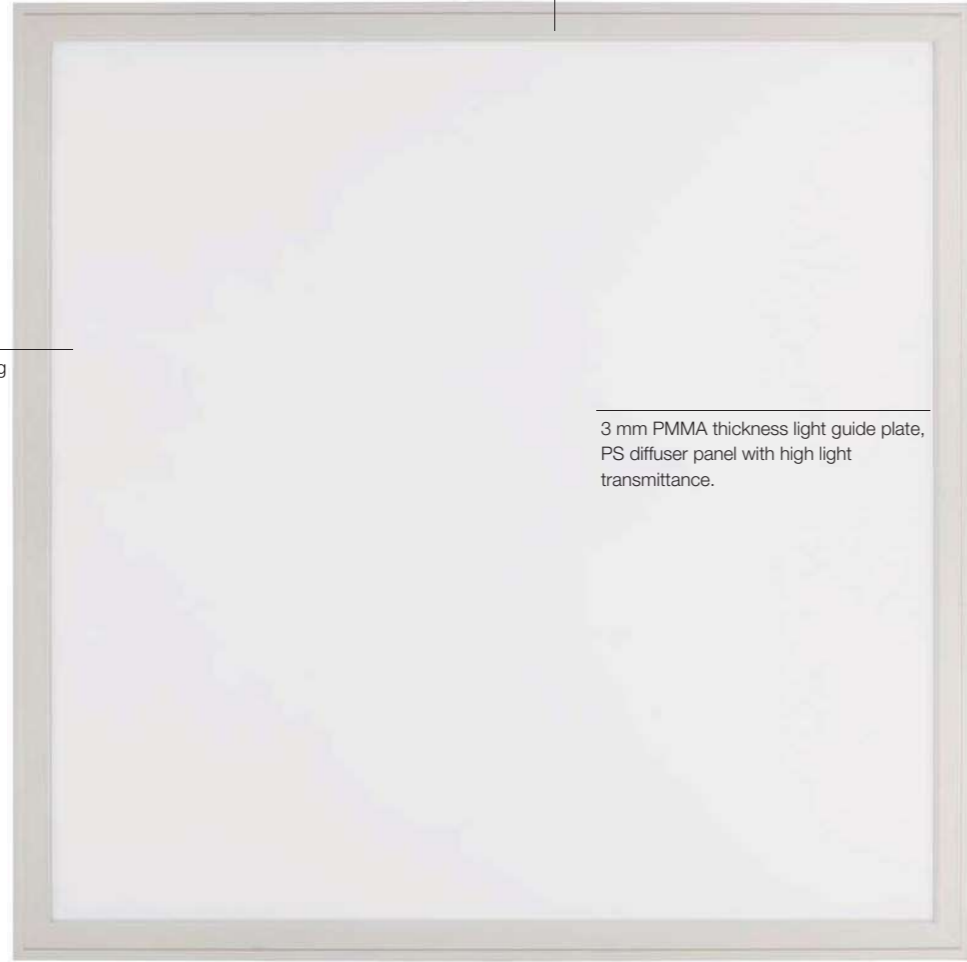 3 mm PMMA thickness light guide plate,
PS diffuser panel with high light
transmittance.